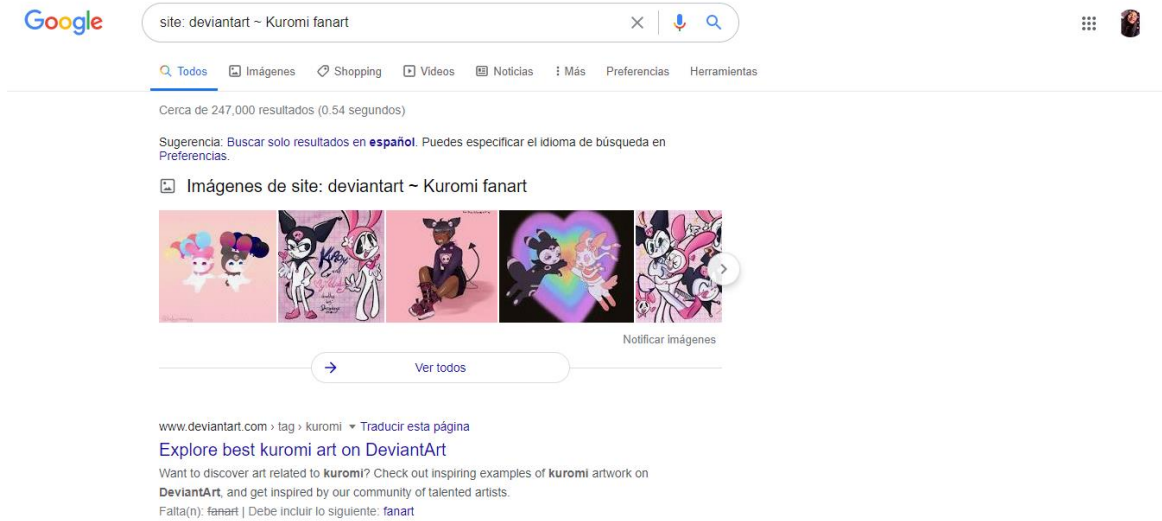 Google
site: deviantart ~ Kuromi fanart
Todos Imágenes Shopping Videos Noticias Más Preferencias Herramientas
Cerca de 247,000 resultados (0.54 segundos)
Sugerencia: Buscar solo resultados en español. Puedes especificar el idioma de búsqueda en
Preferencias.
Imágenes de site: deviantart ~ Kuromi fanart
Notificar imágenes
Ver todos
www.deviantart.com › tag › kuromi Traducir esta página
Explore best kuromi art on DeviantArt
Want to discover art related to kuromi? Check out inspiring examples of kuromi artwork on
DeviantArt, and get inspired by our community of talented artists.
Falta(n): fanart | Debe incluir lo siguiente: fanart